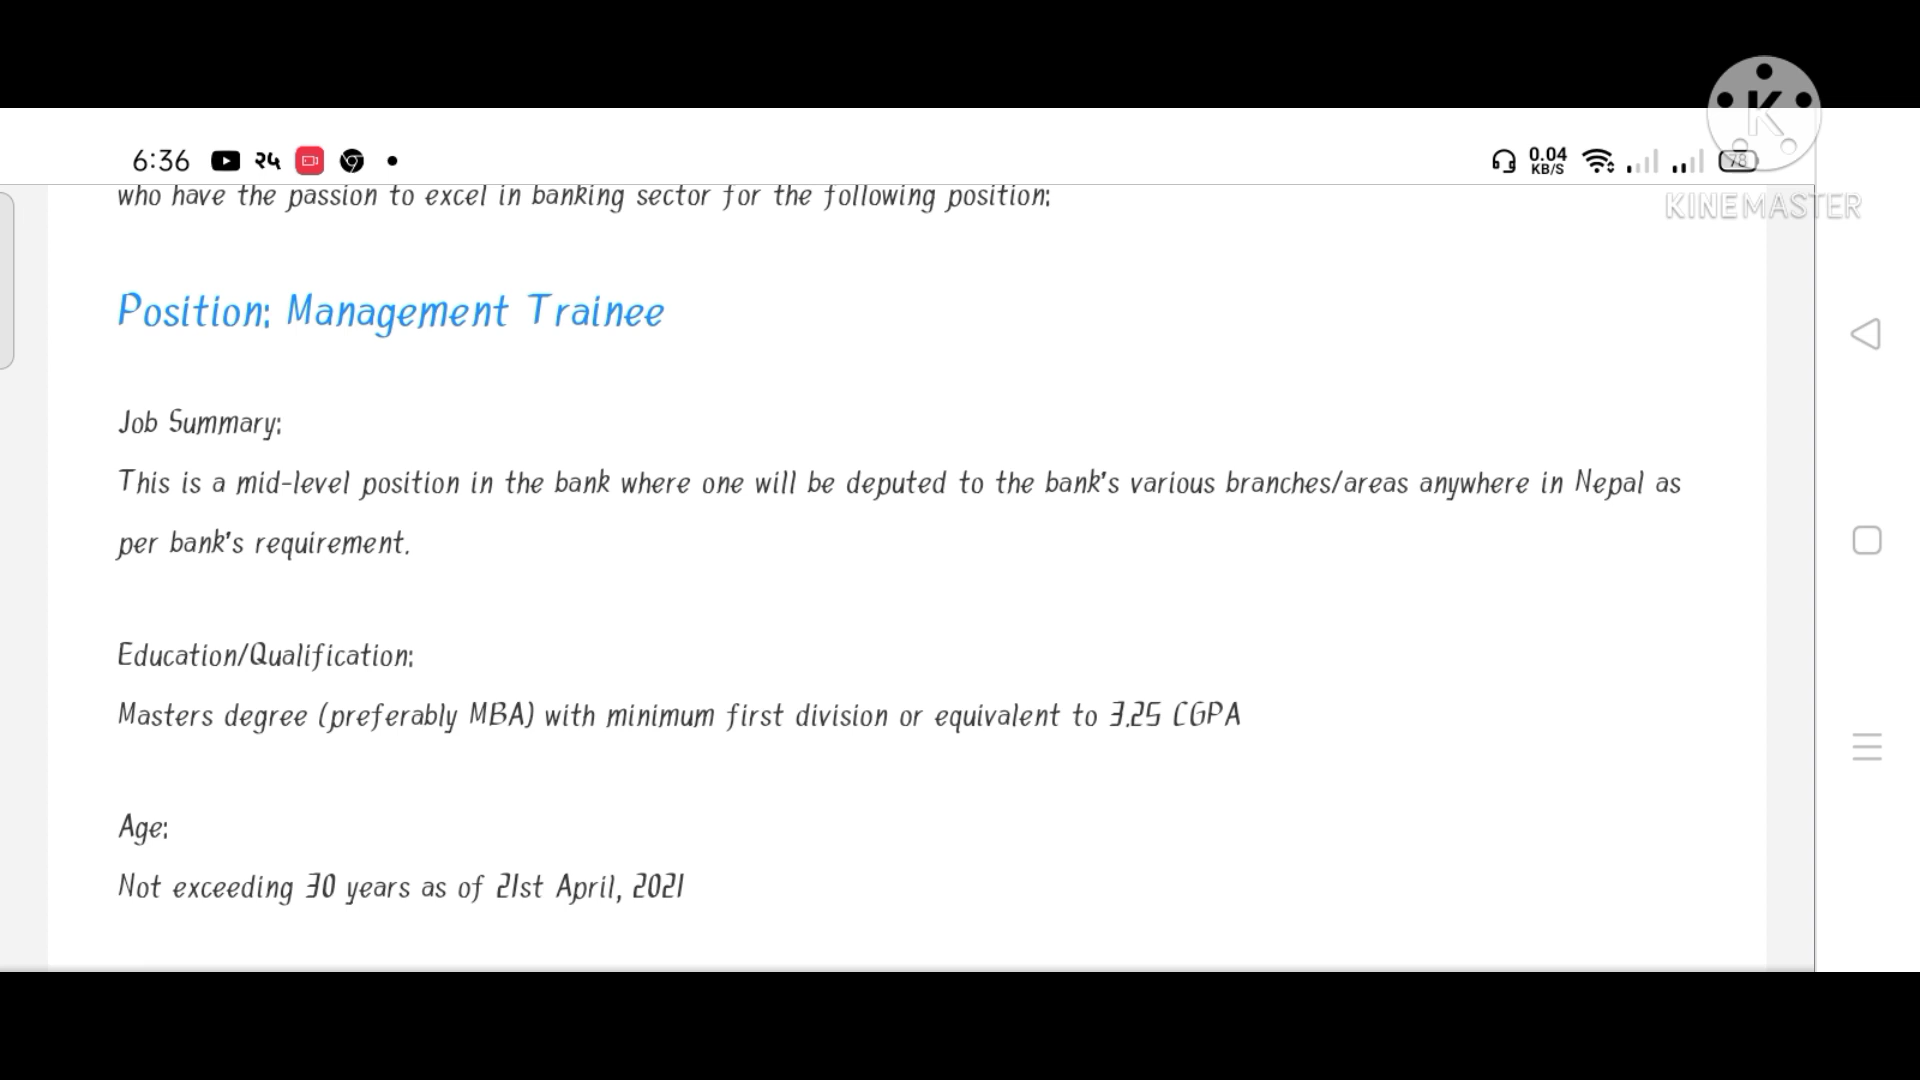 K
6:36 २५ 0.04 KB/S 78
KINEMASTER
who have the passion to excel in banking sector for the following position:
Position: Management Trainee
Job Summary:
This is a mid-level position in the bank where one will be deputed to the bank's various branches/areas anywhere in Nepal as
per bank's requirement.
Education/Qualification:
Masters degree (preferably MBA) with minimum first division or equivalent to 3.25 CGPA
Age:
Not exceeding 30 years as of 21st April, 2021